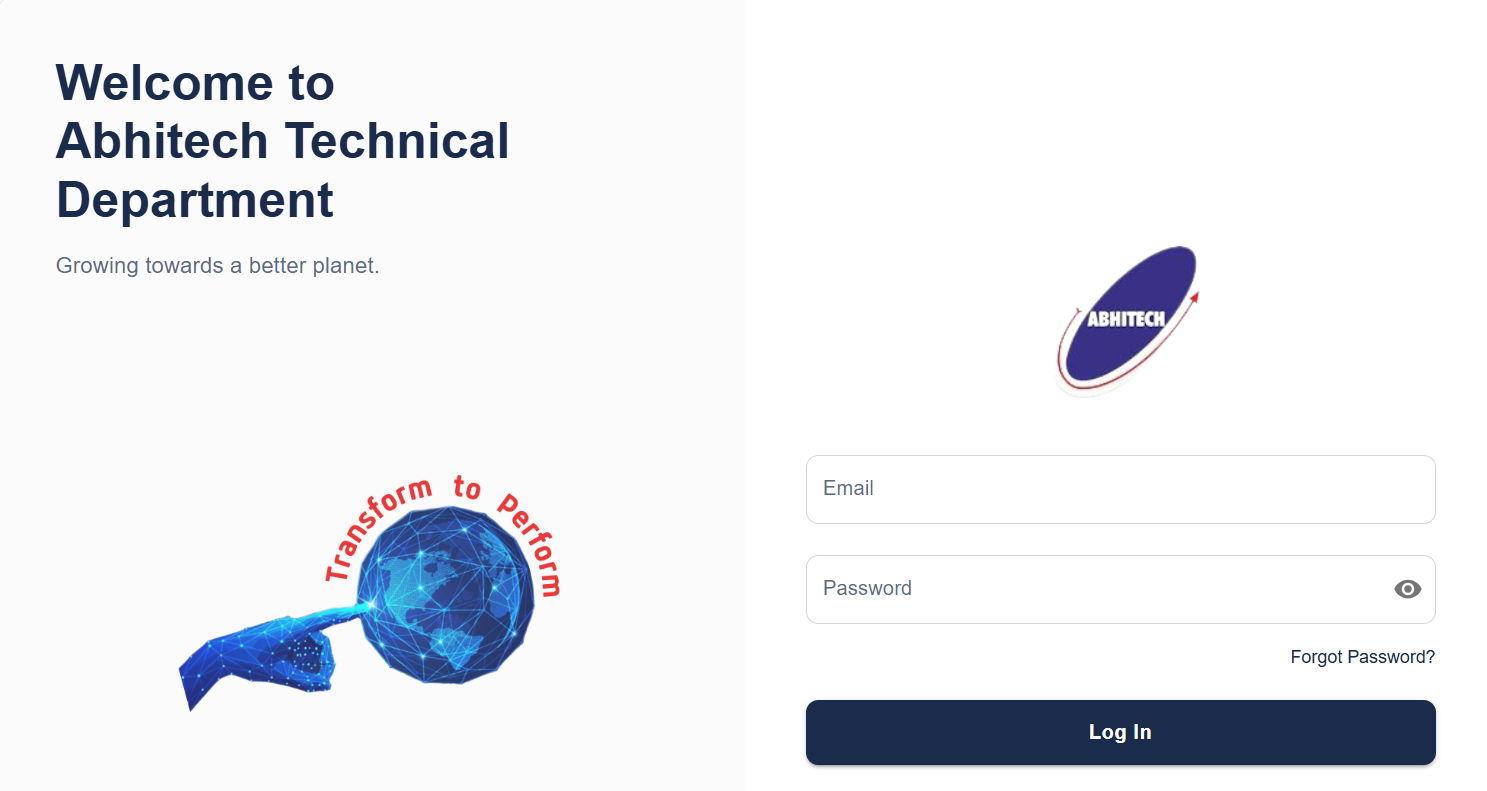 Welcome to
Abhitech Technical
Department
Growing towards a better planet.
Transform to Perform
ABHITECH
Email
Password
Forgot Password?
Log In